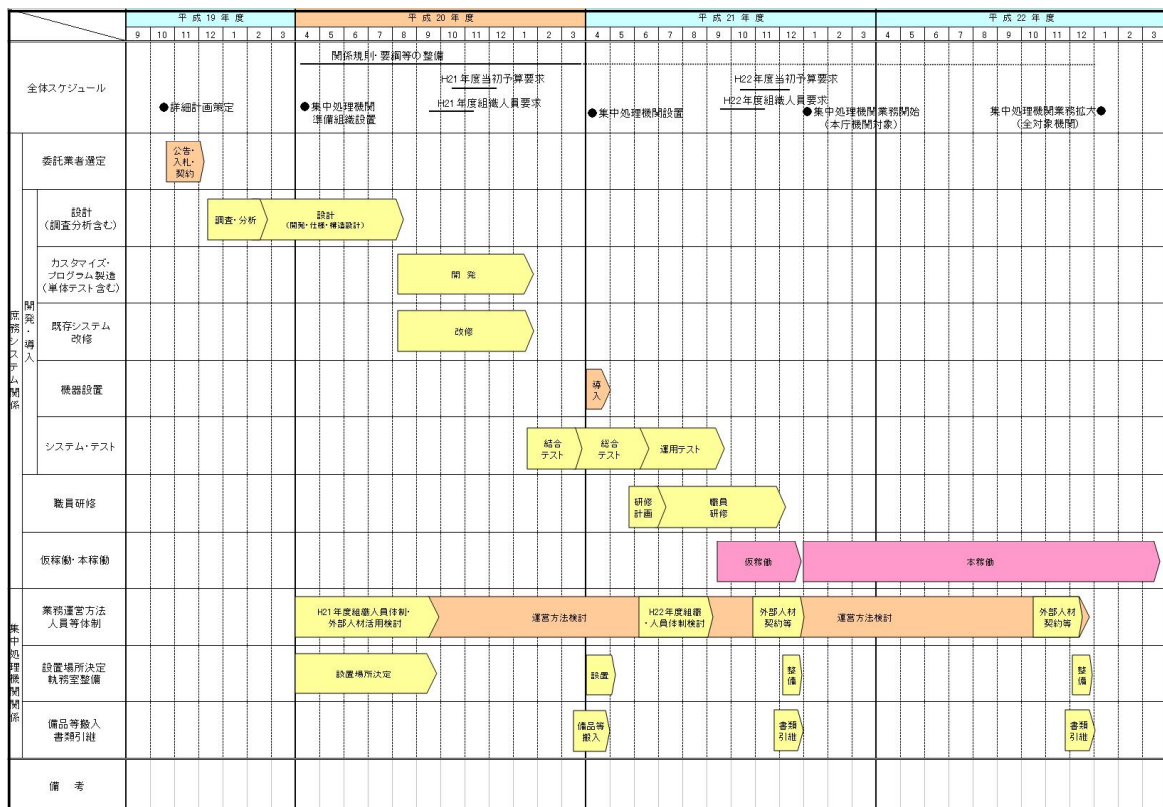 平成19年度
平成20年度
平成21年度
平成22年度
9 10 11 12 1 2 3 4 5 6 7 8 9 10 11 12 1 2 3 4 5 6 7 8 9 10 11 12 1 2 3 4 5 6 7 8 9 10 11 12 1 2 3
全体スケジュール
関係規則・要綱等の整備
H21年度当初予算要求
H21年度組織人員要求
H22年度当初予算要求
H22年度組織人員要求
●詳細計画策定
●集中処理機関
準備組織設置
●集中処理機関設置
●集中処理機関業務開始
(本庁機関対象)
集中処理機関業務拡大●
(全対象機関)
庶務システム関係
開発・導入
委託業者選定
公告・
入札・
契約
設計
(調査分析含む)
調査・分析
設計
(開発・仕様・構造設計)
カスタマイズ・
プログラム製造
(単体テスト含む)
開発
既存システム
改修
改修
機器設置
導
入
システム・テスト
結合
テスト
総合
テスト
運用テスト
職員研修
研修
計画
職員
研修
仮稼働・本稼働
仮稼働
本稼働
集中処理機関関係
業務運営方法
人員等体制
H21年度組織人員体制・
外部人材活用検討
運営方法検討
H22年度組織
・人員体制検討
外部人材
契約等
運営方法検討
外部人材
契約等
設置場所決定
執務室整備
設置場所決定
設置
整
備
整
備
備品等搬入
書類引継
備品等
搬入
書類
引継
書類
引継
備考